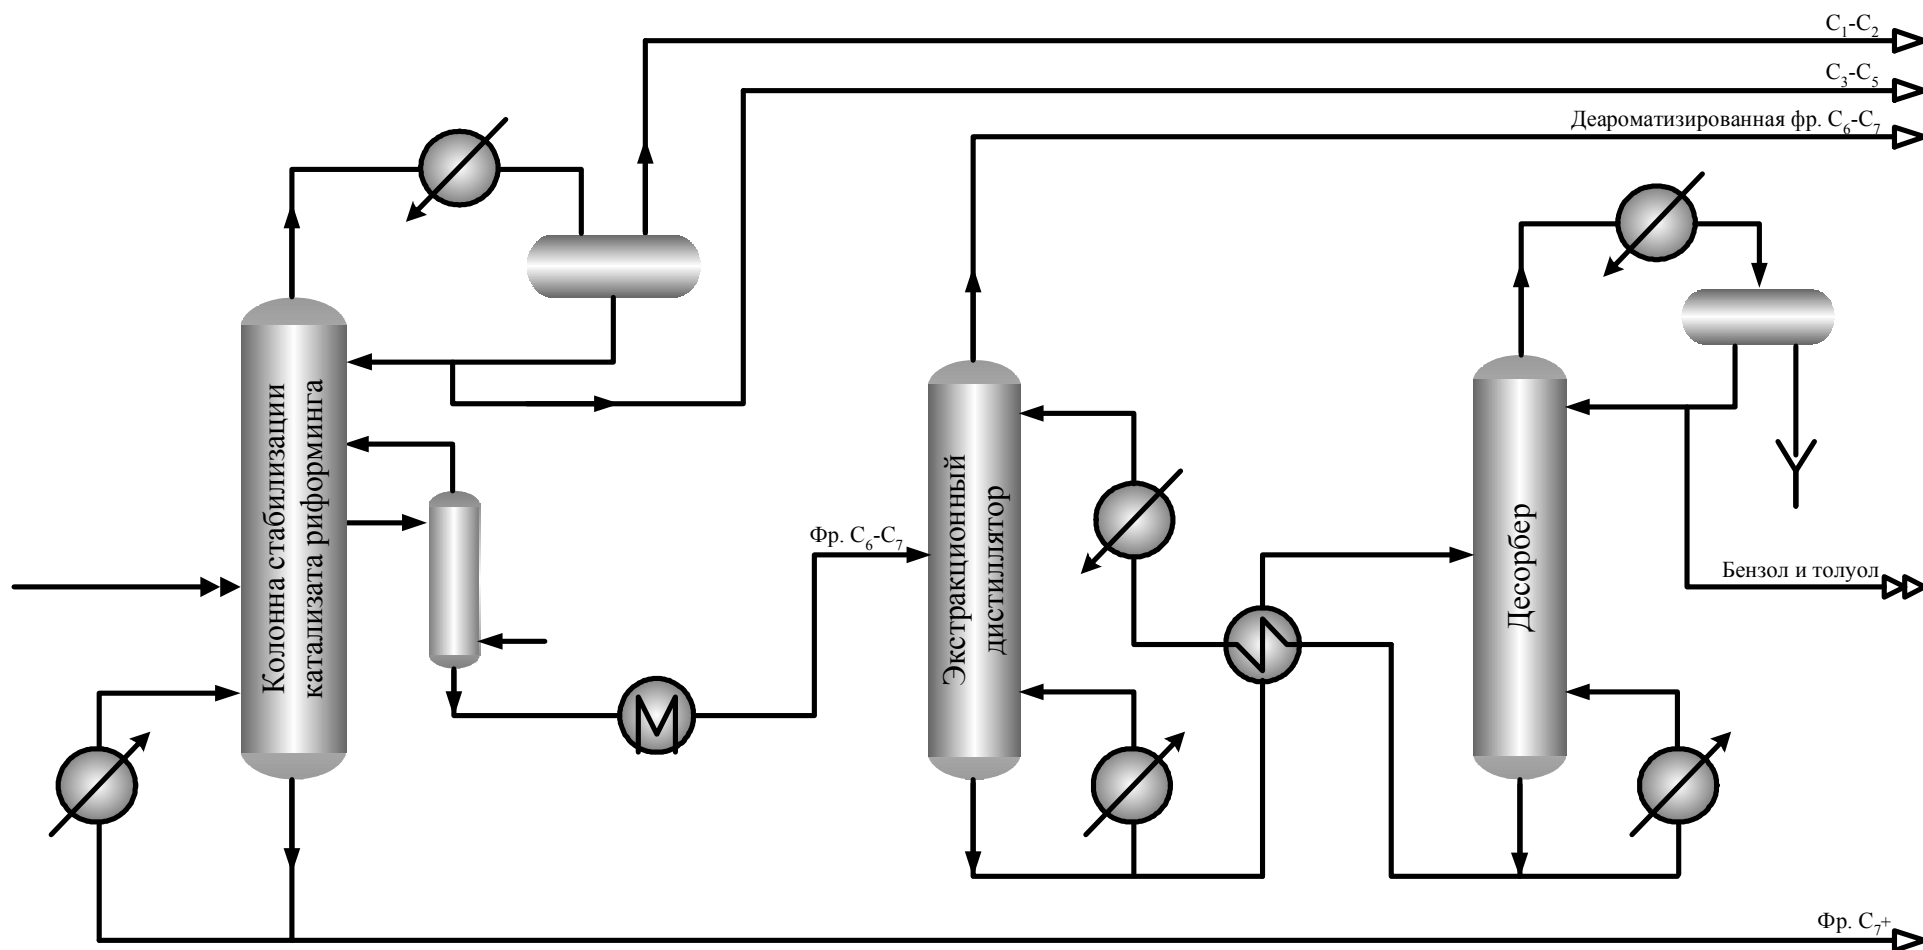 C₁-C₂
C₃-C₅
Деароматизированная фр. C₆-C₇
Колонна стабилизации
катализата риформинга
Фр. C₆-C₇
Экстракционный
дистиллятор
Десорбер
Бензол и толуол
Фр. C₇+